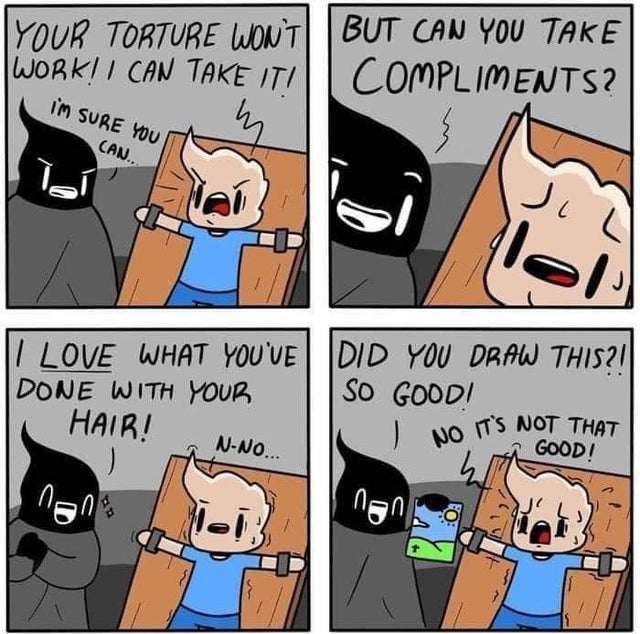 YOUR TORTURE WON'T
WORK! I CAN TAKE IT!
I'M SURE YOU
CAN...
BUT CAN YOU TAKE
COMPLIMENTS?
I LOVE WHAT YOU'VE
DONE WITH YOUR
HAIR!
N-NO...
DID YOU DRAW THIS?!
SO GOOD!
NO IT'S NOT THAT
GOOD!